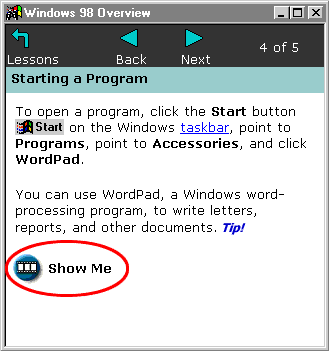 Windows 98 Overview
Lessons Back Next 4 of 5
Starting a Program
To open a program, click the Start button
Start on the Windows taskbar, point to
Programs, point to Accessories, and click
WordPad.
You can use WordPad, a Windows word-
processing program, to write letters,
reports, and other documents. Tip!
Show Me